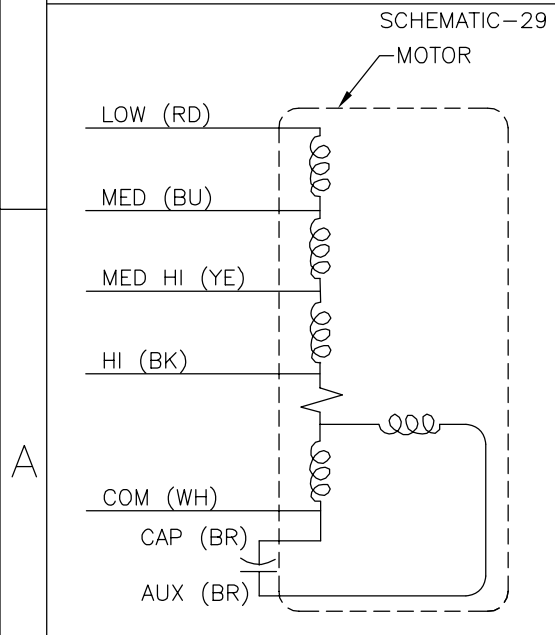 SCHEMATIC-29
MOTOR
LOW (RD)
MED (BU)
MED HI (YE)
HI (BK)
A
COM (WH)
CAP (BR)
AUX (BR)